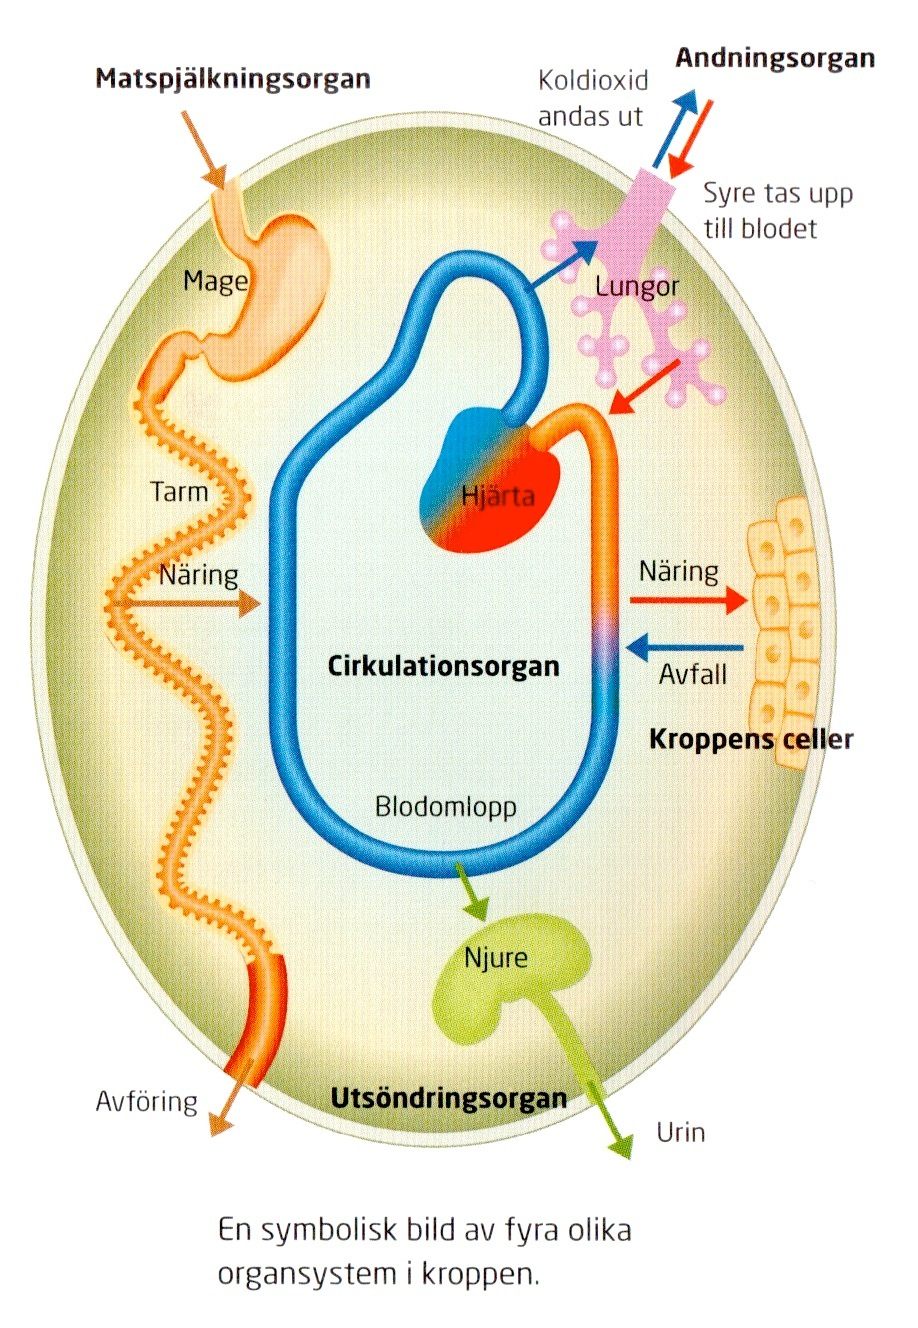 Andningsorgan
Matspjälkningsorgan
Koldioxid
andas ut
Syre tas upp
till blodet
Mage
Lungor
Tarm
Hjärta
Näring
Näring
Cirkulationsorgan
Avfall
Kroppens celler
Blodomlopp
Njure
Avföring
Utsöndringsorgan
Urin
En symbolisk bild av fyra olika
organsystem i kroppen.